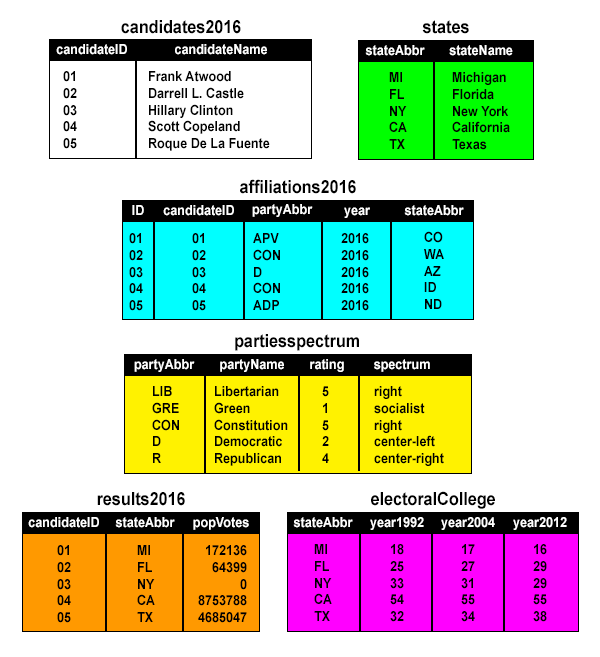 candidates2016
candidateID candidateName
01 Frank Atwood
02 Darrell L. Castle
03 Hillary Clinton
04 Scott Copeland
05 Roque De La Fuente
states
stateAbbr stateName
MI Michigan
FL Florida
NY New York
CA California
TX Texas
affiliations2016
ID candidateID partyAbbr year stateAbbr
01 01 APV 2016 CO
02 02 CON 2016 WA
03 03 D 2016 AZ
04 04 CON 2016 ID
05 05 ADP 2016 ND
partiesspectrum
partyAbbr partyName rating spectrum
LIB Libertarian 5 right
GRE Green 1 socialist
CON Constitution 5 right
D Democratic 2 center-left
R Republican 4 center-right
results2016
candidateID stateAbbr popVotes
01 MI 172136
02 FL 64399
03 NY 0
04 CA 8753788
05 TX 4685047
electoralCollege
stateAbbr year1992 year2004 year2012
MI 18 17 16
FL 25 27 29
NY 33 31 29
CA 54 55 55
TX 32 34 38